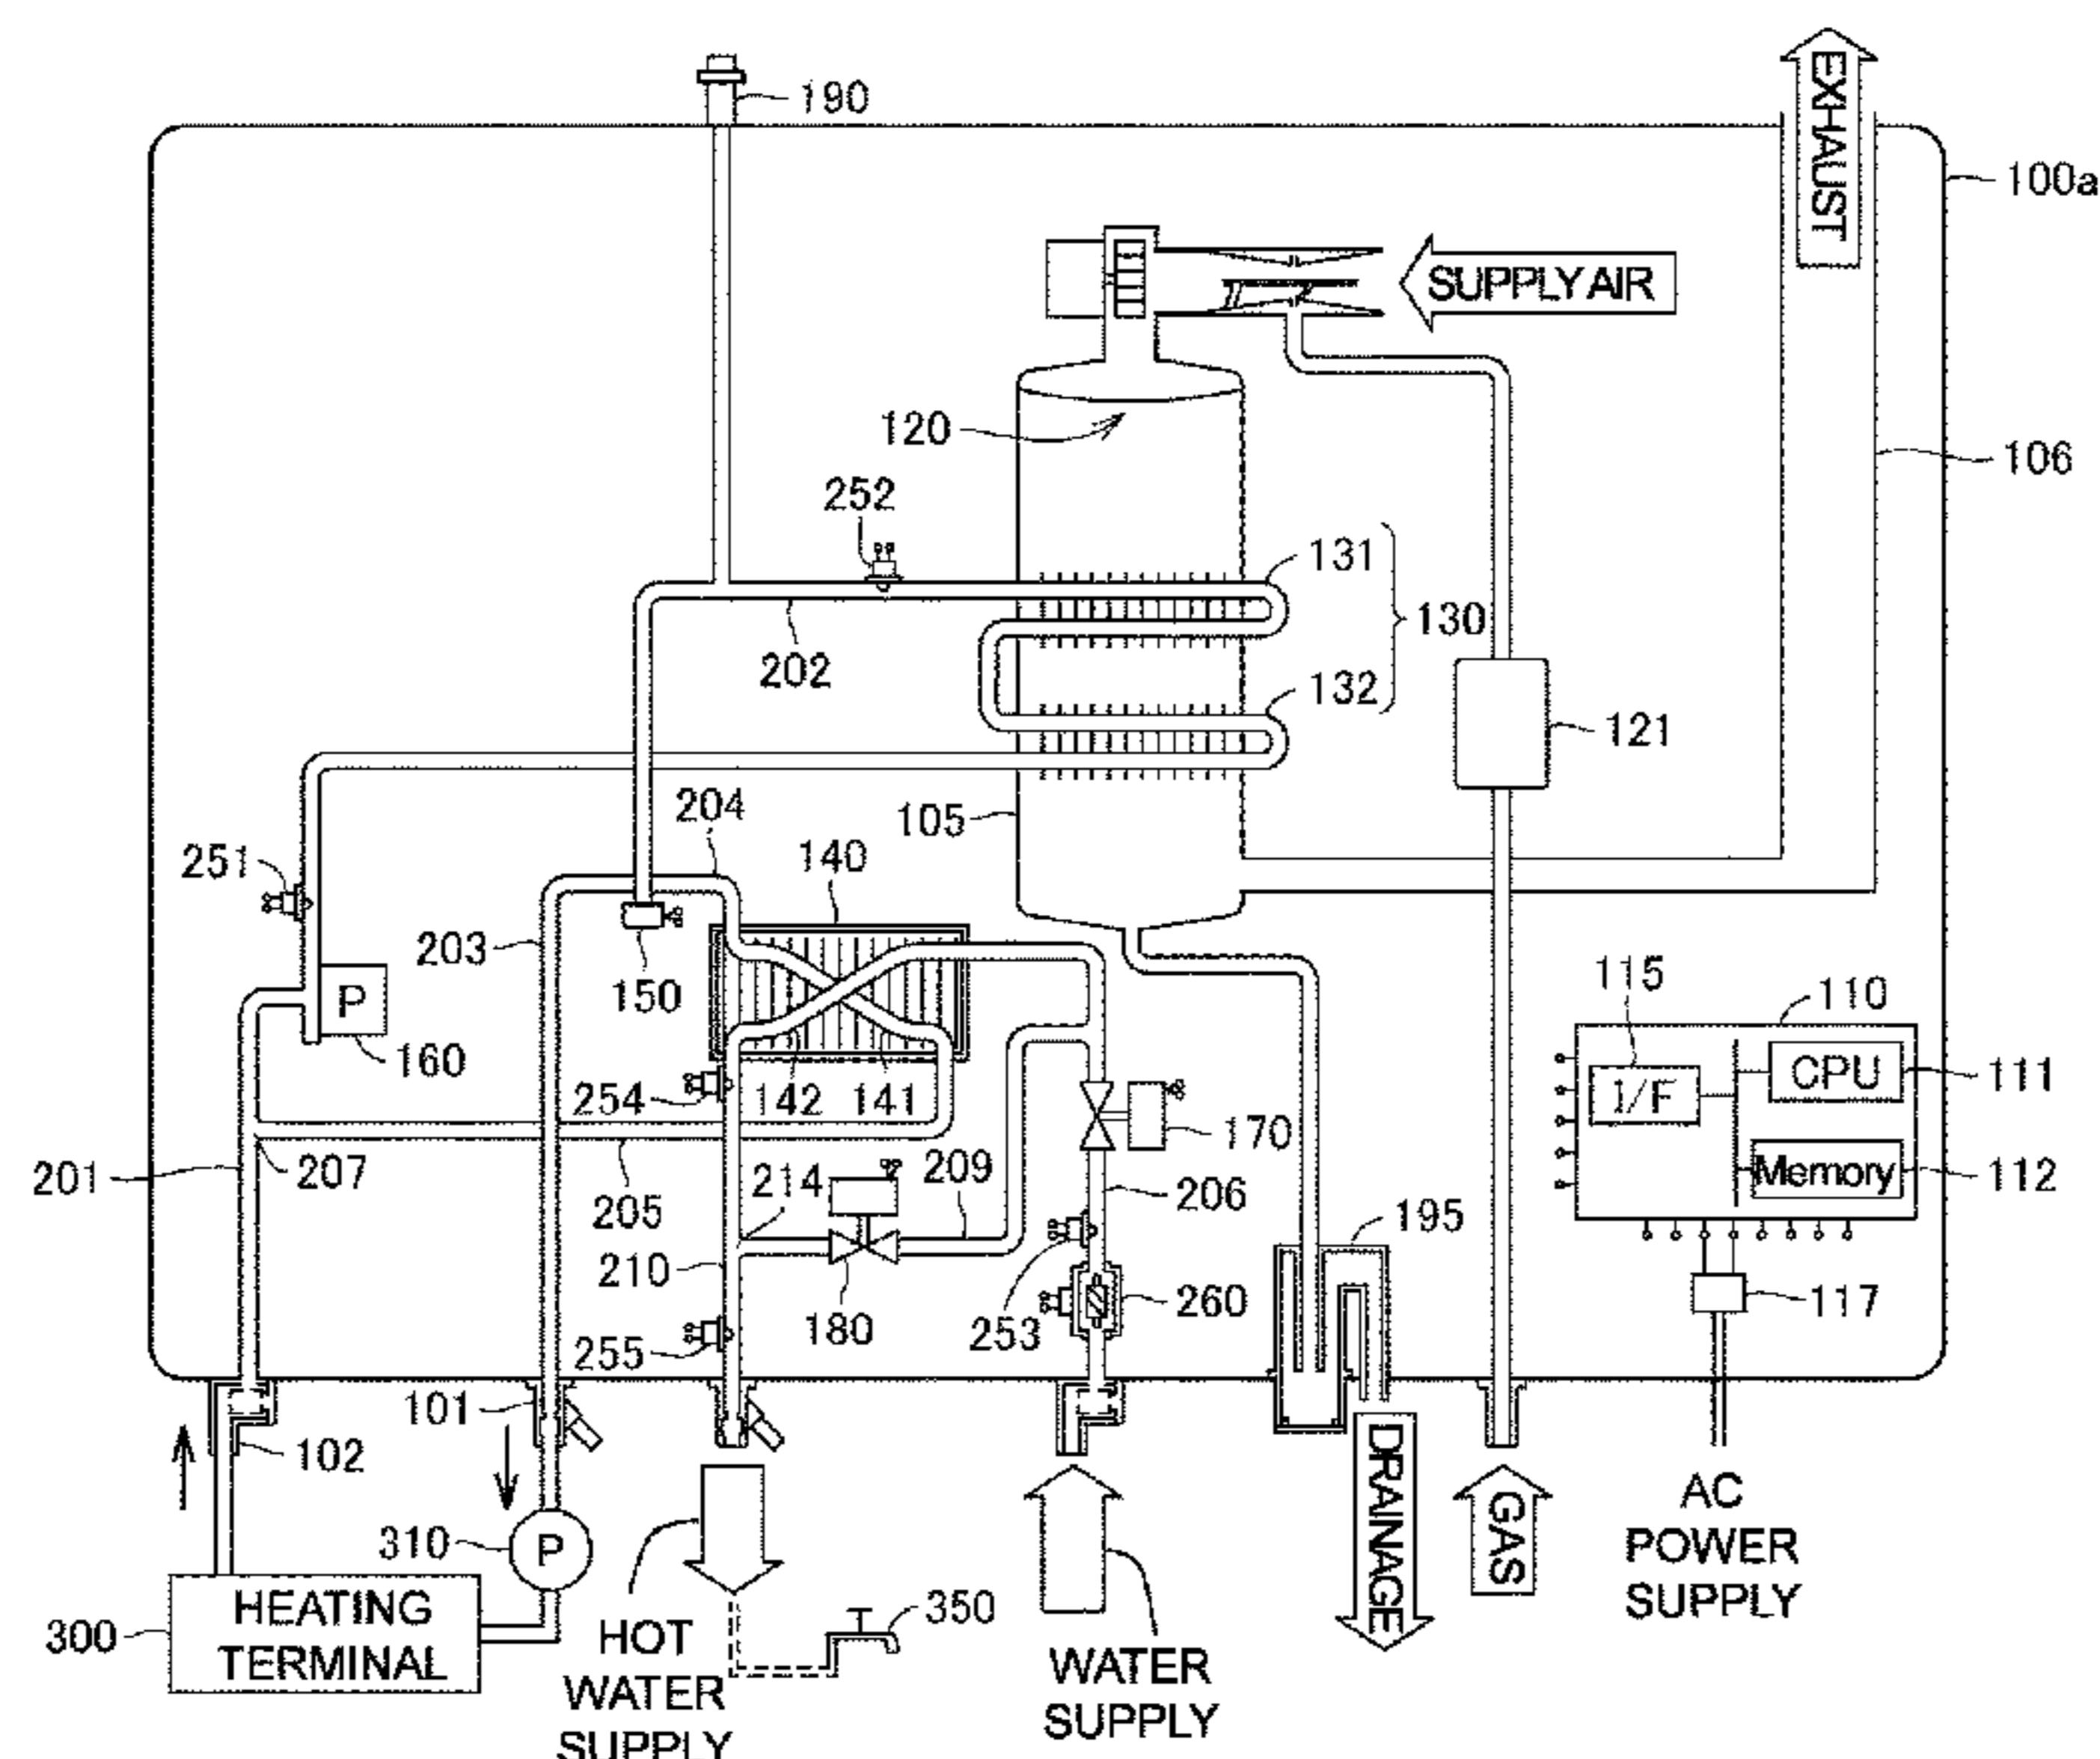 190
EXHAUST
100a
SUPPLY AIR
120
106
252
131
130
202
132
121
204
105
140
251
203
150
115
110
P
160
I/F
CPU
111
254
142
141
170
201
207
214
209
Memory
112
205
206
195
210
253
260
117
180
255
101
102
DRAINAGE
GAS
AC
POWER
SUPPLY
310
P
300
HEATING
TERMINAL
HOT
WATER
SUPPLY
350
WATER
SUPPLY